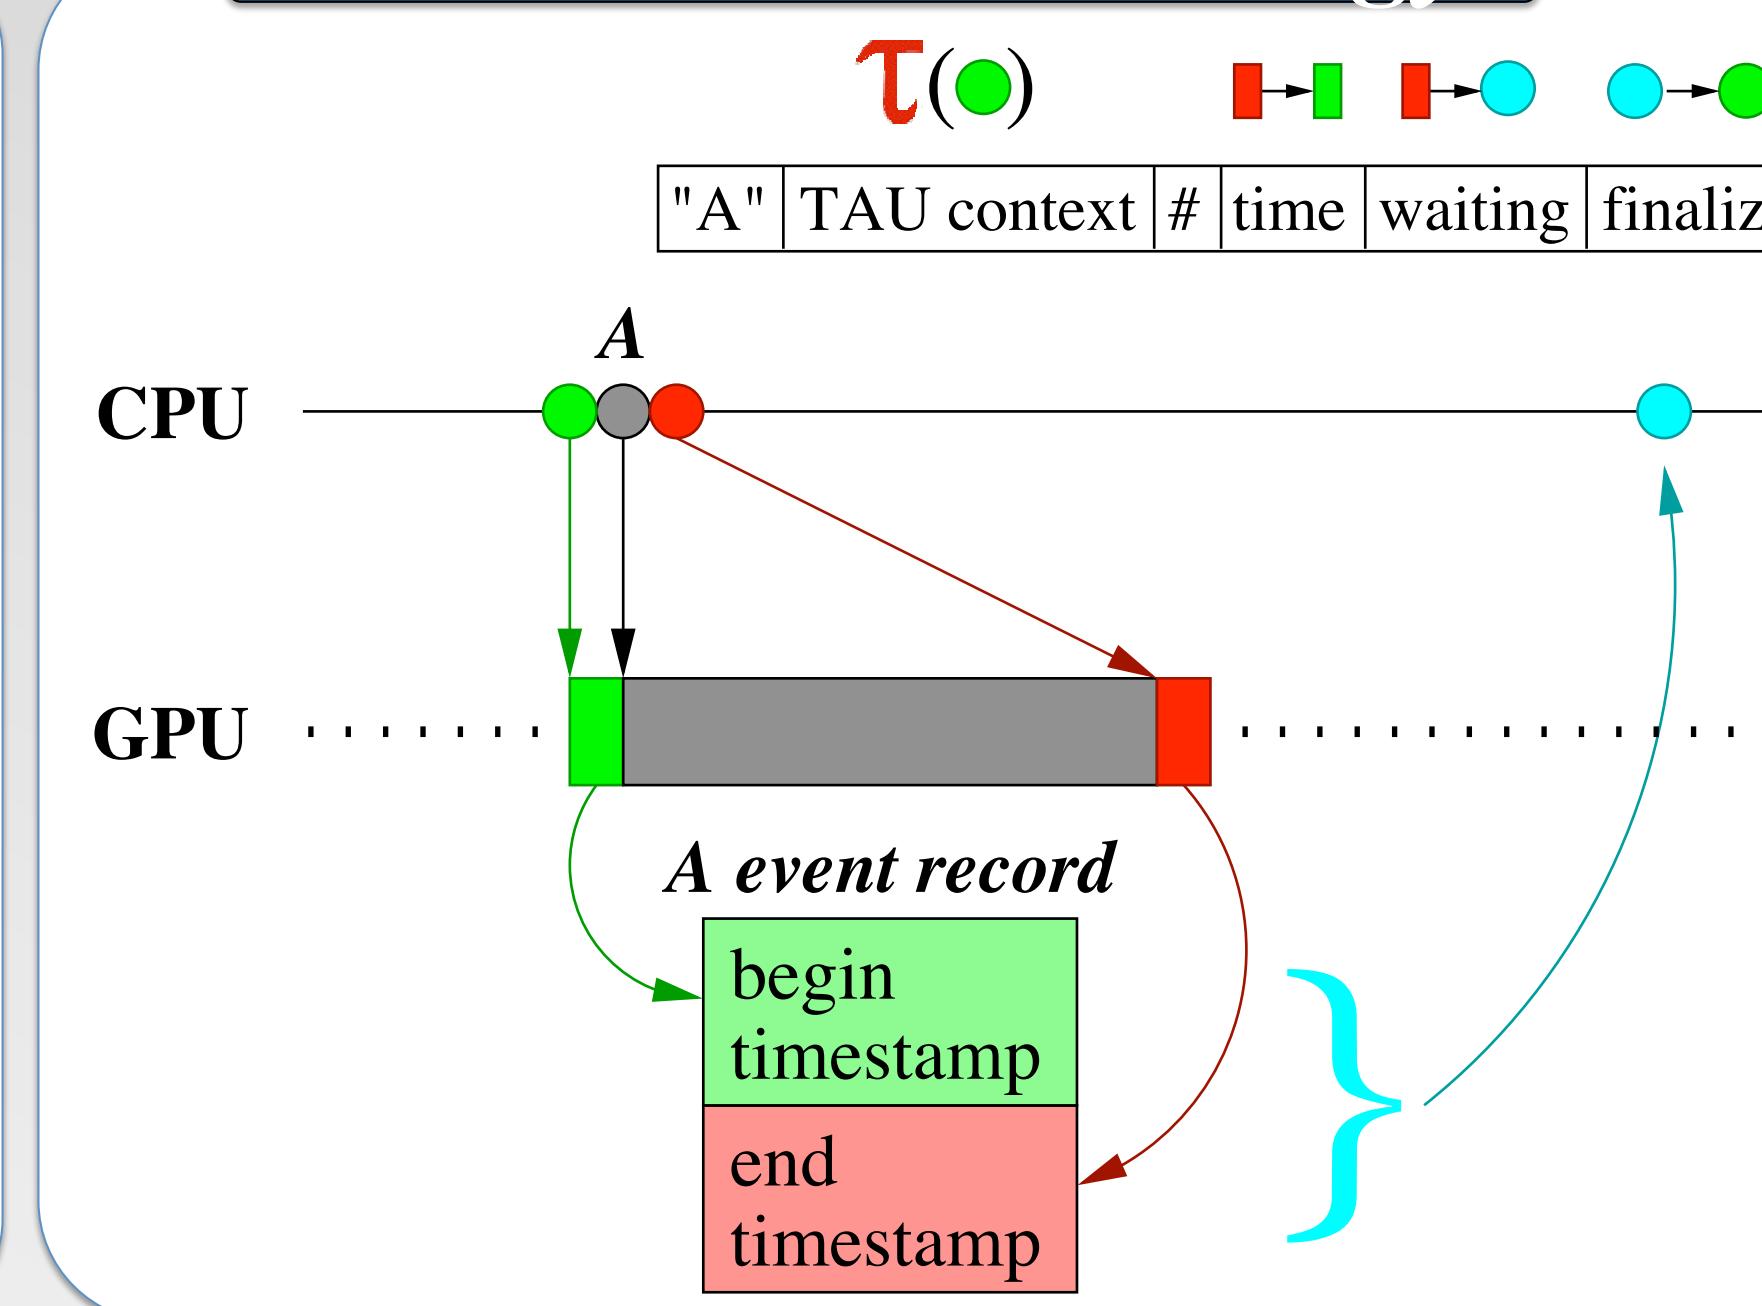 τ( )
"A" TAU context # time waiting
A
CPU
GPU
A event record
begin
timestamp
end
timestamp